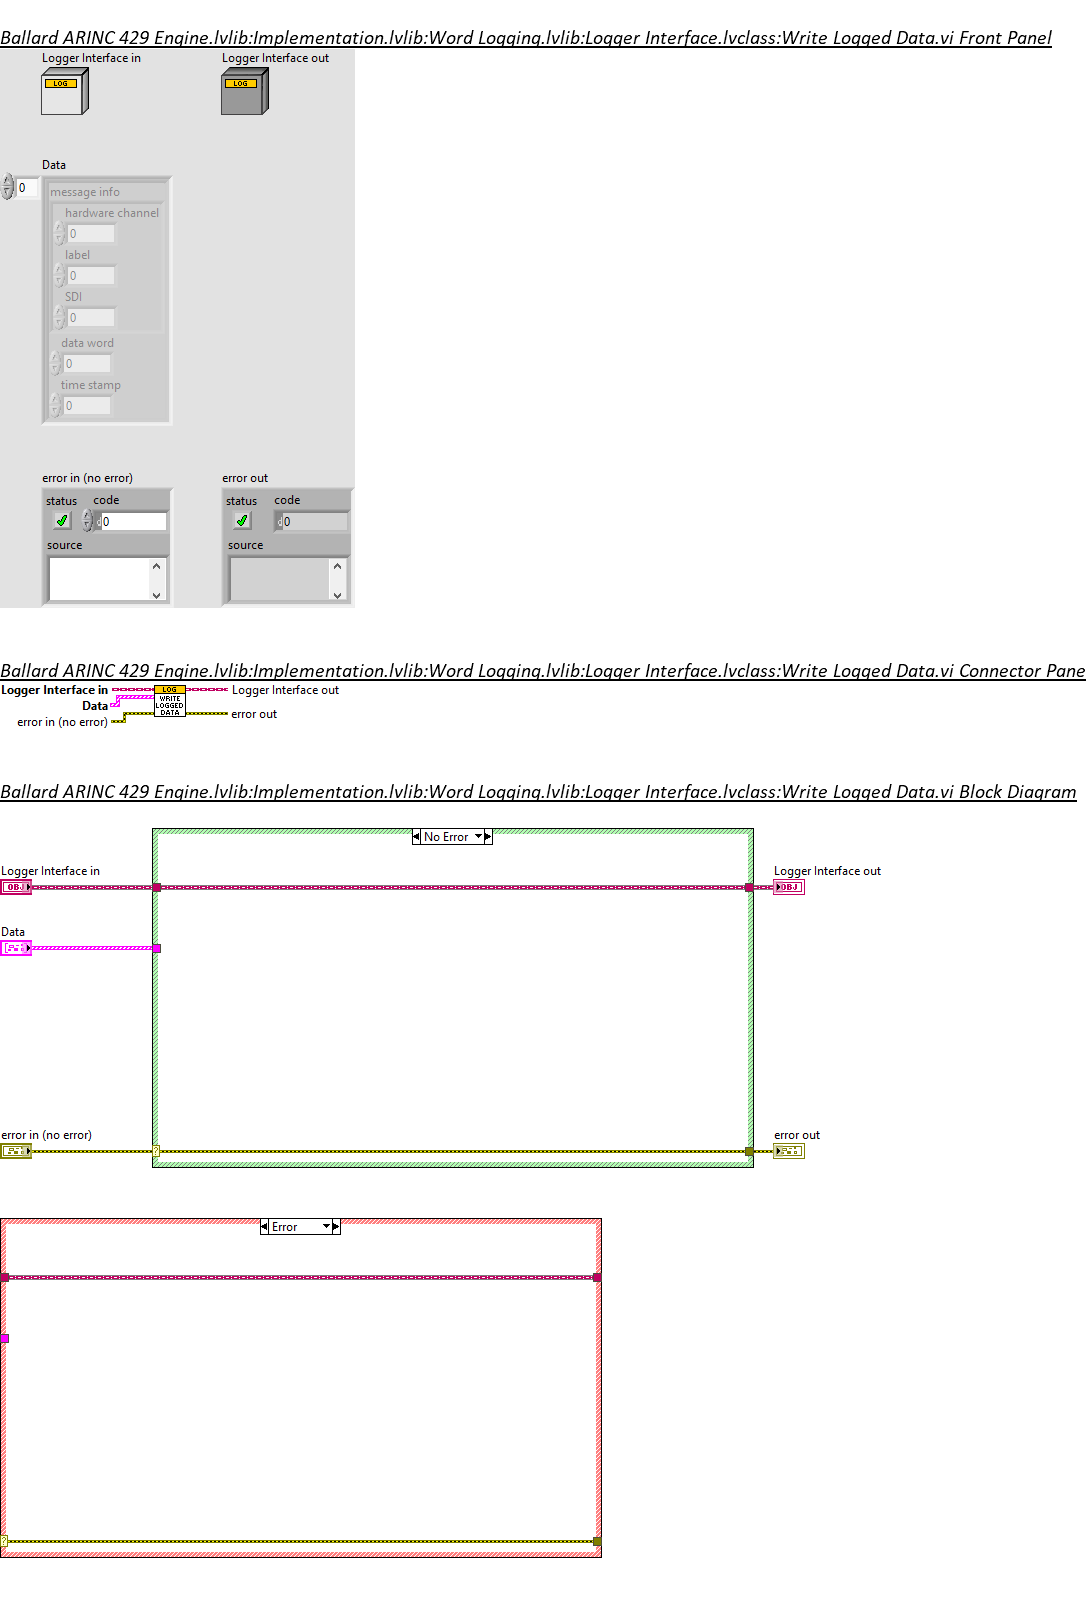 Ballard ARINC 429 Engine.lvlib:Implementation.lvlib:Word Logging.lvlib:Logger Interface.lvclass:Write Logged Data.vi Front Panel
Logger Interface in
Logger Interface out
LOG
LOG
Data
0
message info
hardware channel
0
label
0
SDI
0
data word
0
time stamp
0
error in (no error)
error out
status
code
status
code
d
0
d
0
source
source
Ballard ARINC 429 Engine.lvlib:Implementation.lvlib:Word Logging.lvlib:Logger Interface.lvclass:Write Logged Data.vi Connector Pane
Logger Interface in
LOG
Logger Interface out
Data
WRITE
LOGGED
DATA
error in (no error)
error out
Ballard ARINC 429 Engine.lvlib:Implementation.lvlib:Word Logging.lvlib:Logger Interface.lvclass:Write Logged Data.vi Block Diagram
No Error
Logger Interface in
Logger Interface out
OBJ
OBJ
Data
error in (no error)
error out
?
Error
?